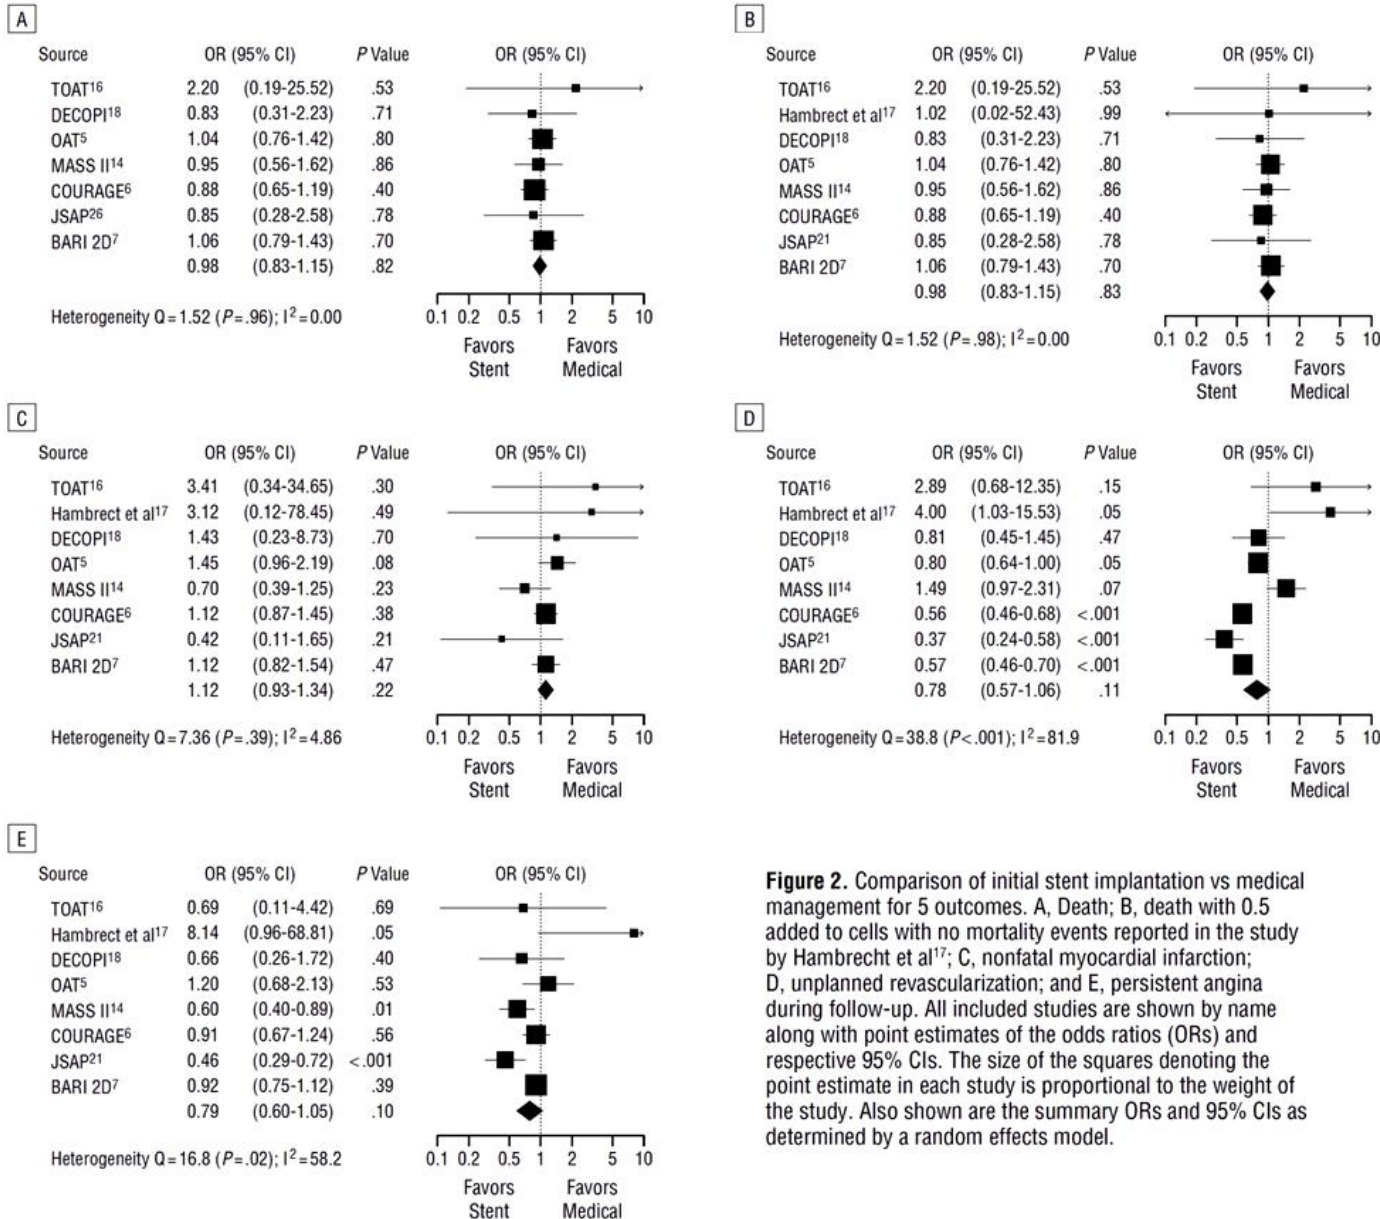 A
Source OR (95% CI) P Value OR (95% CI)
TOAT16 2.20 (0.19-25.52) .53
DECOPI18 0.83 (0.31-2.23) .71
OAT5 1.04 (0.76-1.42) .80
MASS II14 0.95 (0.56-1.62) .86
COURAGE6 0.88 (0.65-1.19) .40
JSAP26 0.85 (0.28-2.58) .78
BARI 2D7 1.06 (0.79-1.43) .70
0.98 (0.83-1.15) .82
Heterogeneity Q=1.52 (P=.96); I2=0.00
0.1 0.2 0.5 1 2 5 10
Favors Favors
Stent Medical
B
Source OR (95% CI) P Value OR (95% CI)
TOAT16 2.20 (0.19-25.52) .53
Hambrect et al17 1.02 (0.02-52.43) .99
DECOPI18 0.83 (0.31-2.23) .71
OAT5 1.04 (0.76-1.42) .80
MASS II14 0.95 (0.56-1.62) .86
COURAGE6 0.88 (0.65-1.19) .40
JSAP21 0.85 (0.28-2.58) .78
BARI 2D7 1.06 (0.79-1.43) .70
0.98 (0.83-1.15) .83
Heterogeneity Q=1.52 (P=.98); I2=0.00
0.1 0.2 0.5 1 2 5 10
Favors Favors
Stent Medical
C
Source OR (95% CI) P Value OR (95% CI)
TOAT16 3.41 (0.34-34.65) .30
Hambrect et al17 3.12 (0.12-78.45) .49
DECOPI18 1.43 (0.23-8.73) .70
OAT5 1.45 (0.96-2.19) .08
MASS II14 0.70 (0.39-1.25) .23
COURAGE6 1.12 (0.87-1.45) .38
JSAP21 0.42 (0.11-1.65) .21
BARI 2D7 1.12 (0.82-1.54) .47
1.12 (0.93-1.34) .22
Heterogeneity Q=7.36 (P=.39); I2=4.86
0.1 0.2 0.5 1 2 5 10
Favors Favors
Stent Medical
D
Source OR (95% CI) P Value OR (95% CI)
TOAT16 2.89 (0.68-12.35) .15
Hambrect et al17 4.00 (1.03-15.53) .05
DECOPI18 0.81 (0.45-1.45) .47
OAT5 0.80 (0.64-1.00) .05
MASS II14 1.49 (0.97-2.31) .07
COURAGE6 0.56 (0.46-0.68) <.001
JSAP21 0.37 (0.24-0.58) <.001
BARI 2D7 0.57 (0.46-0.70) <.001
0.78 (0.57-1.06) .11
Heterogeneity Q=38.8 (P<.001); I2=81.9
0.1 0.2 0.5 1 2 5 10
Favors Favors
Stent Medical
E
Source OR (95% CI) P Value OR (95% CI)
TOAT16 0.69 (0.11-4.42) .69
Hambrect et al17 8.14 (0.96-68.81) .05
DECOPI18 0.66 (0.26-1.72) .40
OAT5 1.20 (0.68-2.13) .53
MASS II14 0.60 (0.40-0.89) .01
COURAGE6 0.91 (0.67-1.24) .56
JSAP21 0.46 (0.29-0.72) <.001
BARI 2D7 0.92 (0.75-1.12) .39
0.79 (0.60-1.05) .10
Heterogeneity Q=16.8 (P=.02); I2=58.2
0.1 0.2 0.5 1 2 5 10
Favors Favors
Stent Medical
Figure 2. Comparison of initial stent implantation vs medical
management for 5 outcomes. A, Death; B, death with 0.5
added to cells with no mortality events reported in the study
by Hambrecht et al17; C, nonfatal myocardial infarction;
D, unplanned revascularization; and E, persistent angina
during follow-up. All included studies are shown by name
along with point estimates of the odds ratios (ORs) and
respective 95% CIs. The size of the squares denoting the
point estimate in each study is proportional to the weight of
the study. Also shown are the summary ORs and 95% CIs as
determined by a random effects model.